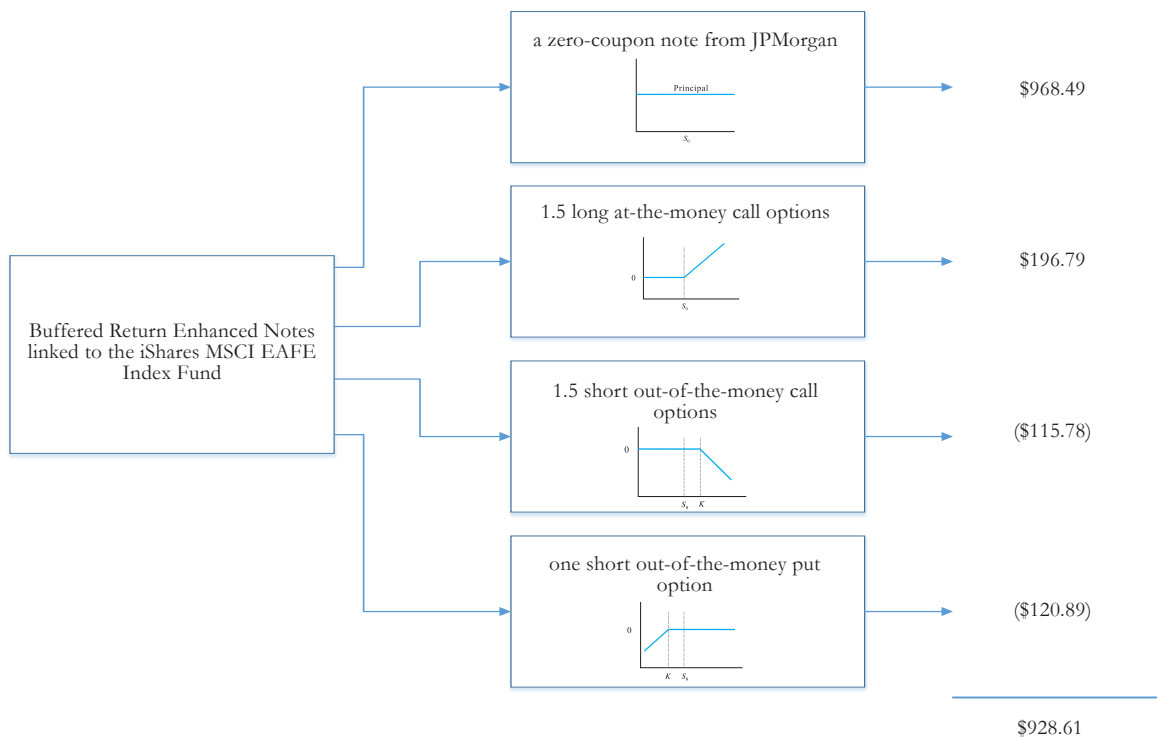 a zero-coupon note from JPMorgan
Principal
S₀
$968.49
1.5 long at-the-money call options
0
S₀
$196.79
Buffered Return Enhanced Notes
linked to the iShares MSCI EAFE
Index Fund
1.5 short out-of-the-money call
options
0
S₀ K
($115.78)
one short out-of-the-money put
option
0
K S₀
($120.89)
$928.61